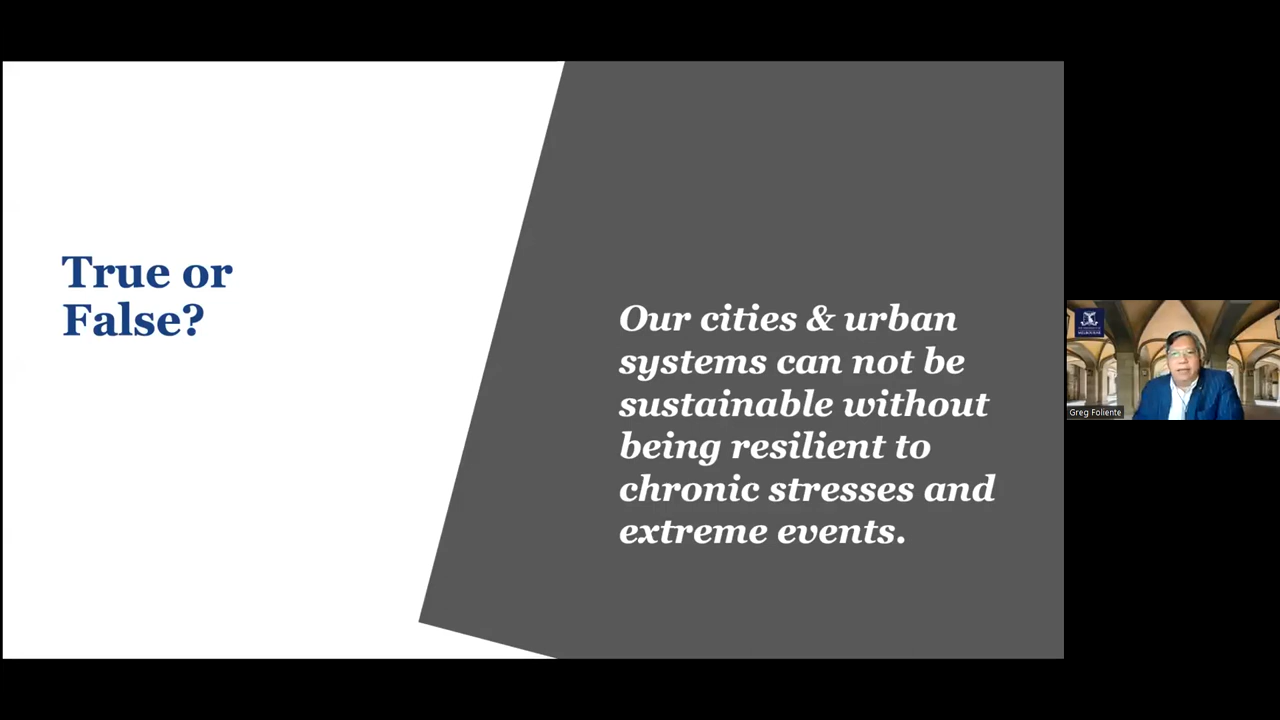 True or
False?
Our cities & urban
systems can not be
sustainable without
being resilient to
chronic stresses and
extreme events.
MELBOURNE
Greg Foliente